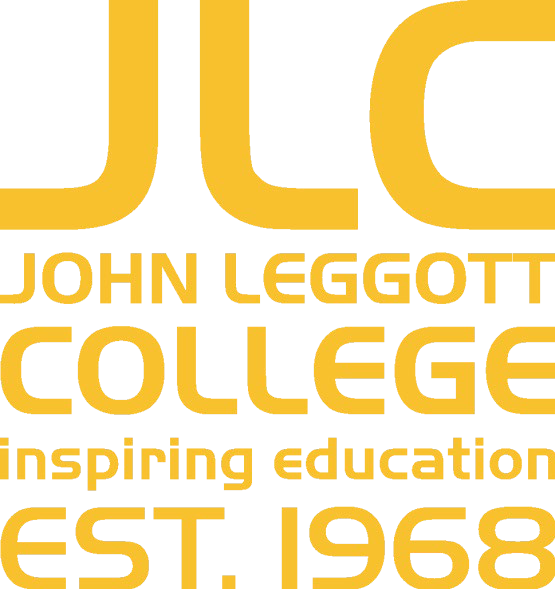 JLC
JOHN LEGGOTT
COLLEGE
inspiring education
EST. 1968